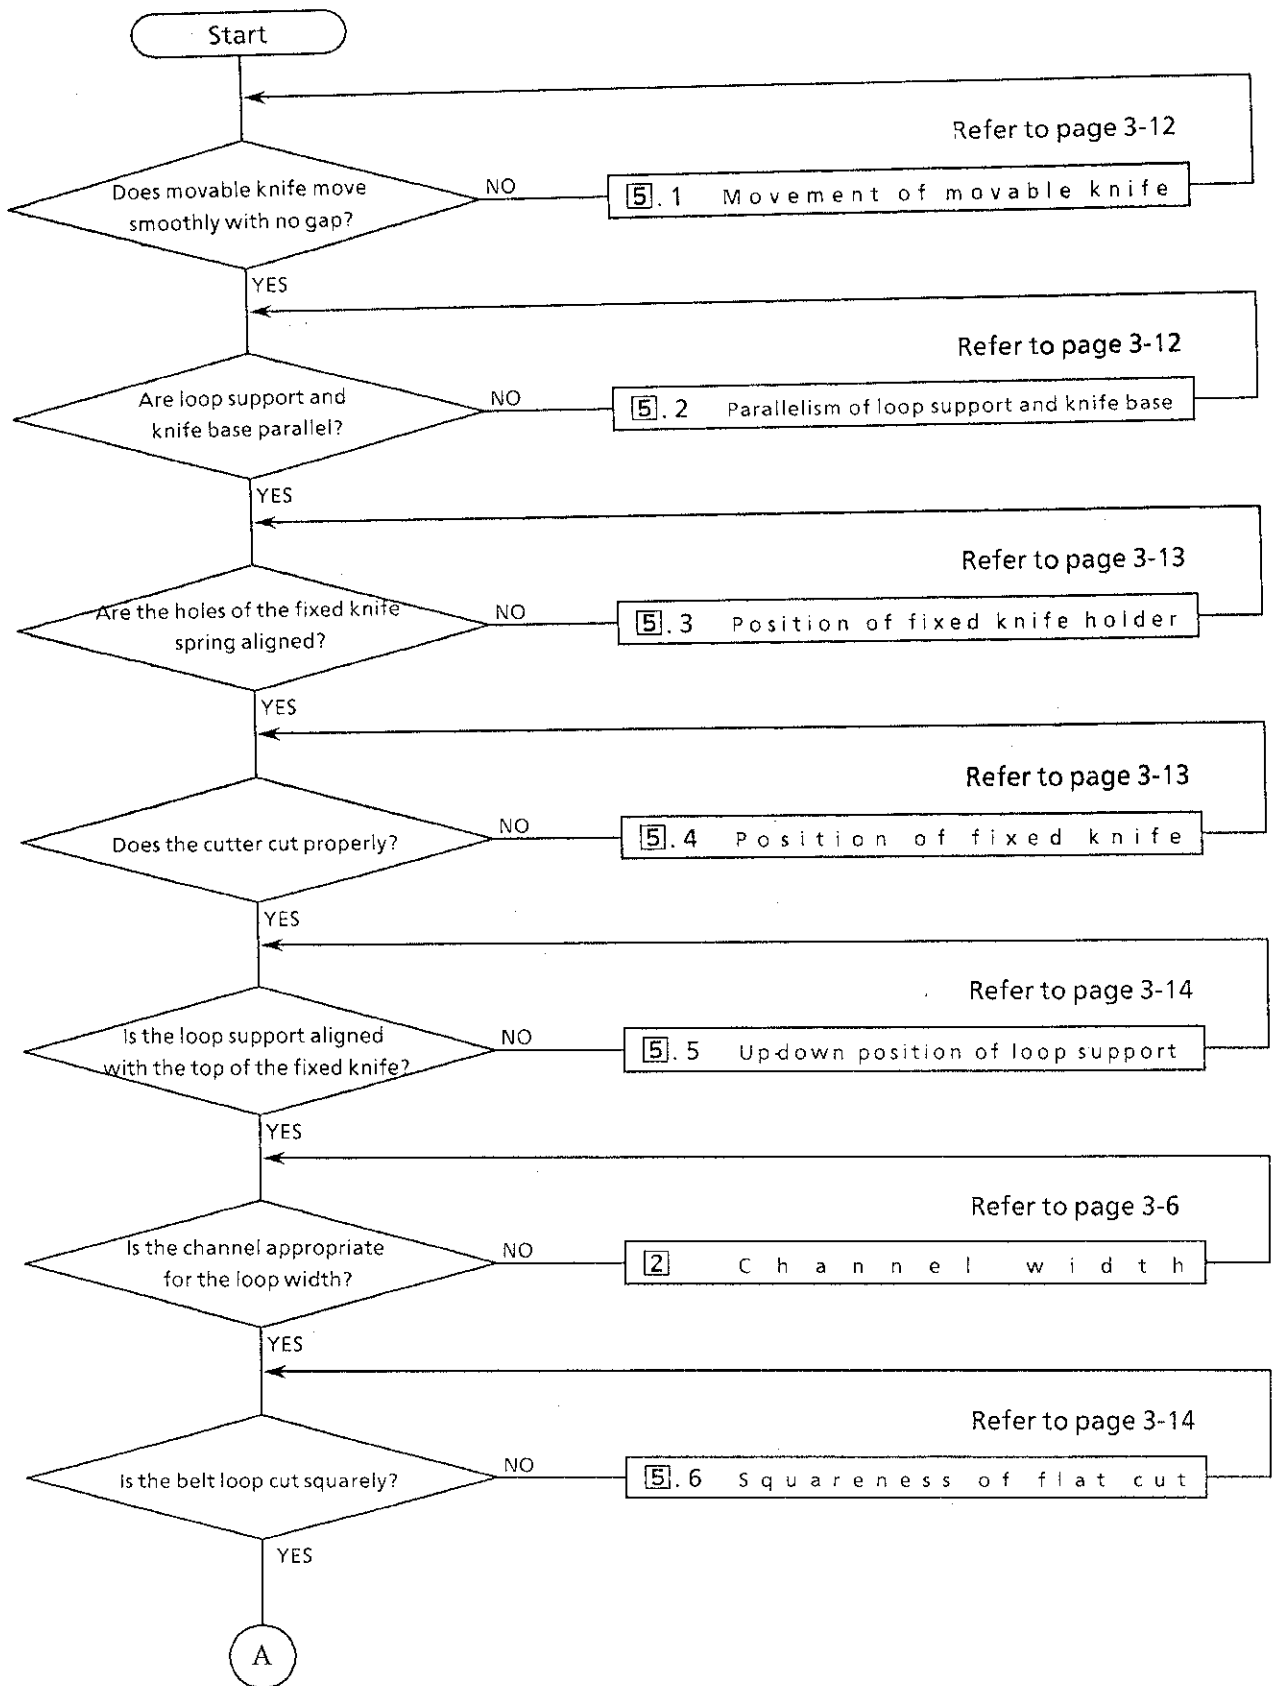 Start
Refer to page 3-12
Does movable knife move
smoothly with no gap?
NO
5.1 Movement of movable knife
YES
Refer to page 3-12
Are loop support and
knife base parallel?
NO
5.2 Parallelism of loop support and knife base
YES
Refer to page 3-13
Are the holes of the fixed knife
spring aligned?
NO
5.3 Position of fixed knife holder
YES
Refer to page 3-13
Does the cutter cut properly?
NO
5.4 Position of fixed knife
YES
Refer to page 3-14
Is the loop support aligned
with the top of the fixed knife?
NO
5.5 Up-down position of loop support
YES
Refer to page 3-6
Is the channel appropriate
for the loop width?
NO
2 Channel width
YES
Refer to page 3-14
Is the belt loop cut squarely?
NO
5.6 Squareness of flat cut
YES
A